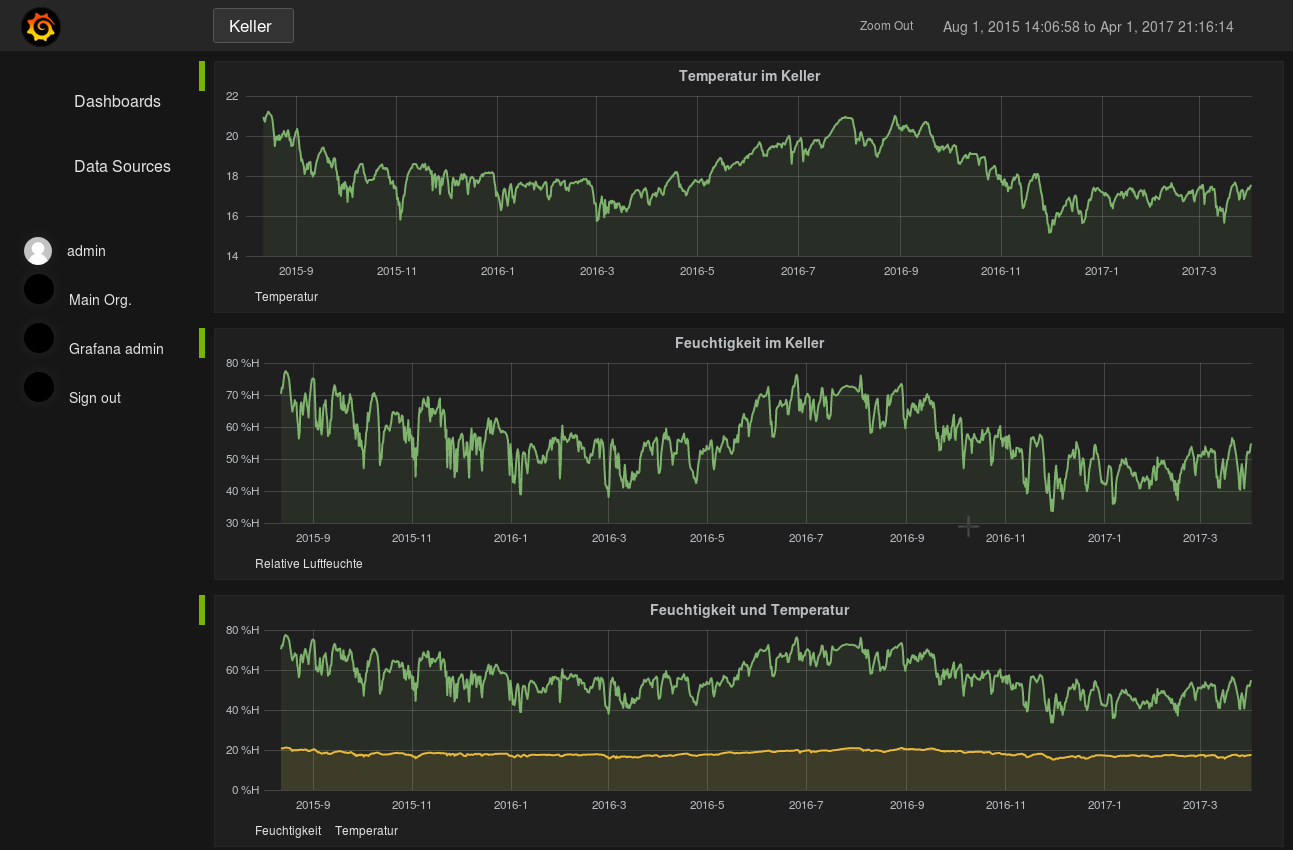 Keller
Zoom Out
Aug 1, 2015 14:06:58 to Apr 1, 2017 21:16:14
Dashboards
Data Sources
admin
Main Org.
Grafana admin
Sign out
Temperatur im Keller
22
20
18
16
14
2015-9 2015-11 2016-1 2016-3 2016-5 2016-7 2016-9 2016-11 2017-1 2017-3
Temperatur
Feuchtigkeit im Keller
80 %H
70 %H
60 %H
50 %H
40 %H
30 %H
2015-9 2015-11 2016-1 2016-3 2016-5 2016-7 2016-9 2016-11 2017-1 2017-3
Relative Luftfeuchte
Feuchtigkeit und Temperatur
80 %H
60 %H
40 %H
20 %H
0 %H
2015-9 2015-11 2016-1 2016-3 2016-5 2016-7 2016-9 2016-11 2017-1 2017-3
Feuchtigkeit Temperatur